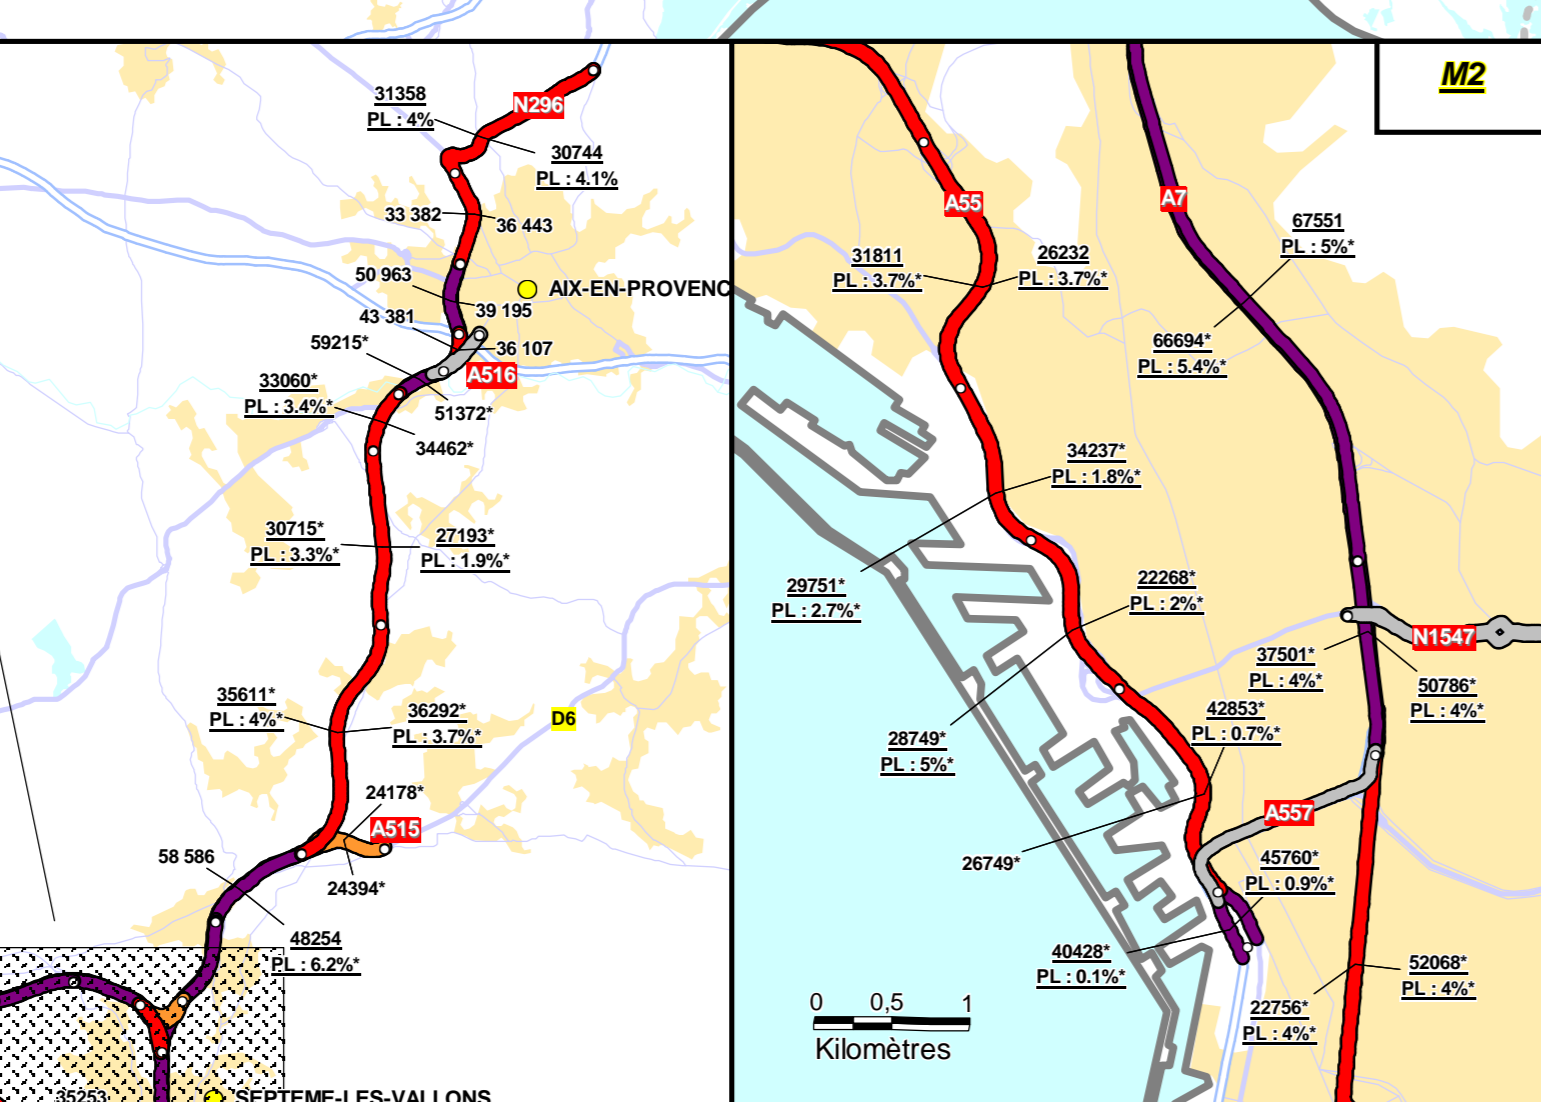 31358
PL : 4%
N296
30744
PL : 4.1%
33 382
36 443
50 963
39 195
AIX-EN-PROVENC
43 381
59215*
36 107
A516
33060*
PL : 3.4%*
51372*
34462*
30715*
PL : 3.3%*
27193*
PL : 1.9%*
35611*
PL : 4%*
36292*
PL : 3.7%*
D6
24178*
A515
58 586
24394*
48254
PL : 6.2%*
35253
SEPTEME-LES-VALLONS
M2
A55
A7
67551
PL : 5%*
31811
PL : 3.7%*
26232
PL : 3.7%*
66694*
PL : 5.4%*
34237*
PL : 1.8%*
29751*
PL : 2.7%*
22268*
PL : 2%*
N1547
37501*
PL : 4%*
50786*
PL : 4%*
42853*
PL : 0.7%*
28749*
PL : 5%*
A557
26749*
45760*
PL : 0.9%*
40428*
PL : 0.1%*
52068*
PL : 4%*
22756*
PL : 4%*
0 0,5 1
Kilomètres